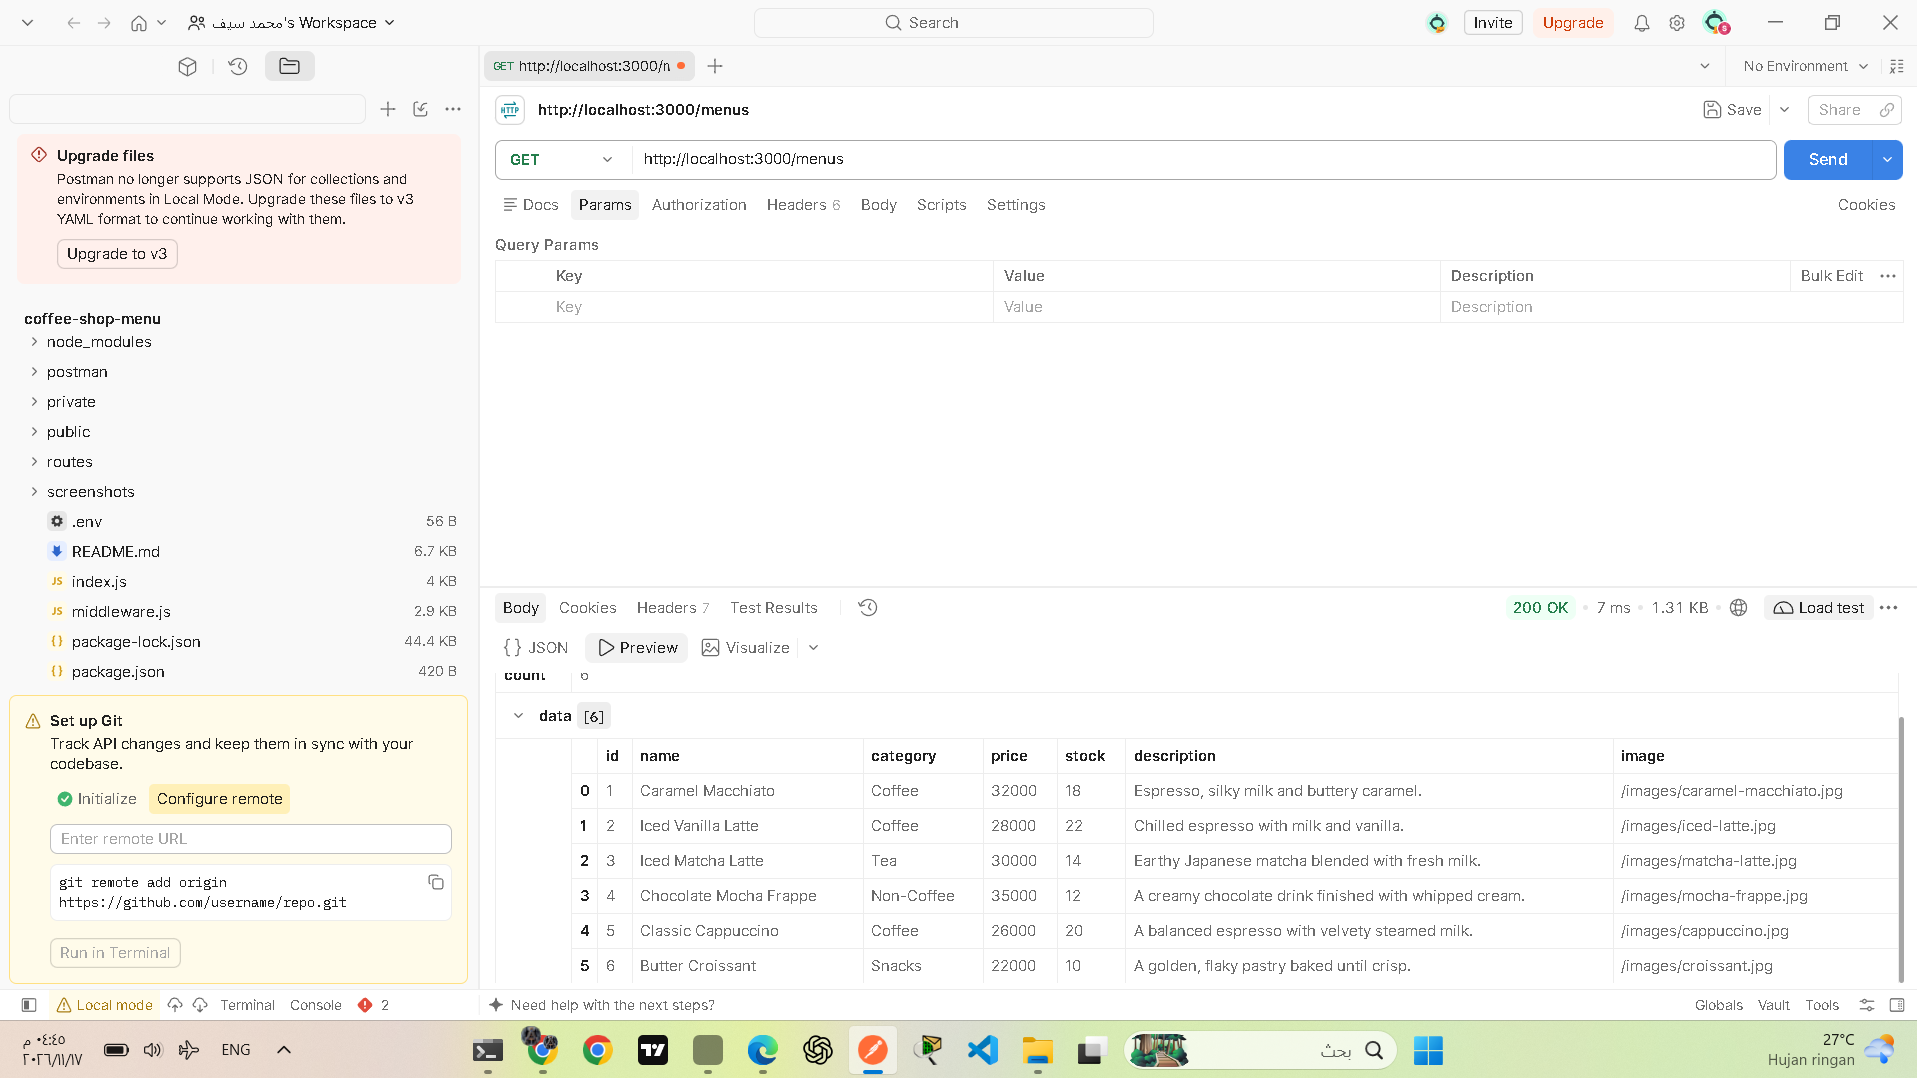 محمد سيف's Workspace
Search
Invite
Upgrade
GET http://localhost:3000/n
No Environment
Upgrade files
Postman no longer supports JSON for collections and
environments in Local Mode. Upgrade these files to v3
YAML format to continue working with them.
Upgrade to v3
coffee-shop-menu
node_modules
postman
private
public
routes
screenshots
.env 56 B
README.md 6.7 KB
JS index.js 4 KB
JS middleware.js 2.9 KB
{} package-lock.json 44.4 KB
{} package.json 420 B
Set up Git
Track API changes and keep them in sync with your
codebase.
Initialize Configure remote
Enter remote URL
git remote add origin
https://github.com/username/repo.git
Run in Terminal
HTTP http://localhost:3000/menus
Save
Share
GET http://localhost:3000/menus
Send
Docs Params Authorization Headers 6 Body Scripts Settings Cookies
Query Params
Key Value Description Bulk Edit
Key Value Description
Body Cookies Headers 7 Test Results
200 OK • 7 ms • 1.31 KB • Load test
{} JSON Preview Visualize
count 6
data [6]
id name category price stock description image
0 1 Caramel Macchiato Coffee 32000 18 Espresso, silky milk and buttery caramel. /images/caramel-macchiato.jpg
1 2 Iced Vanilla Latte Coffee 28000 22 Chilled espresso with milk and vanilla. /images/iced-latte.jpg
2 3 Iced Matcha Latte Tea 30000 14 Earthy Japanese matcha blended with fresh milk. /images/matcha-latte.jpg
3 4 Chocolate Mocha Frappe Non-Coffee 35000 12 A creamy chocolate drink finished with whipped cream. /images/mocha-frappe.jpg
4 5 Classic Cappuccino Coffee 26000 20 A balanced espresso with velvety steamed milk. /images/cappuccino.jpg
5 6 Butter Croissant Snacks 22000 10 A golden, flaky pastry baked until crisp. /images/croissant.jpg
Local mode Terminal Console 2
Need help with the next steps?
Globals Vault Tools
٠٤:٤٥ م
٢٠٢٦/١١/١٧
ENG
بحث
27°C
Hujan ringan